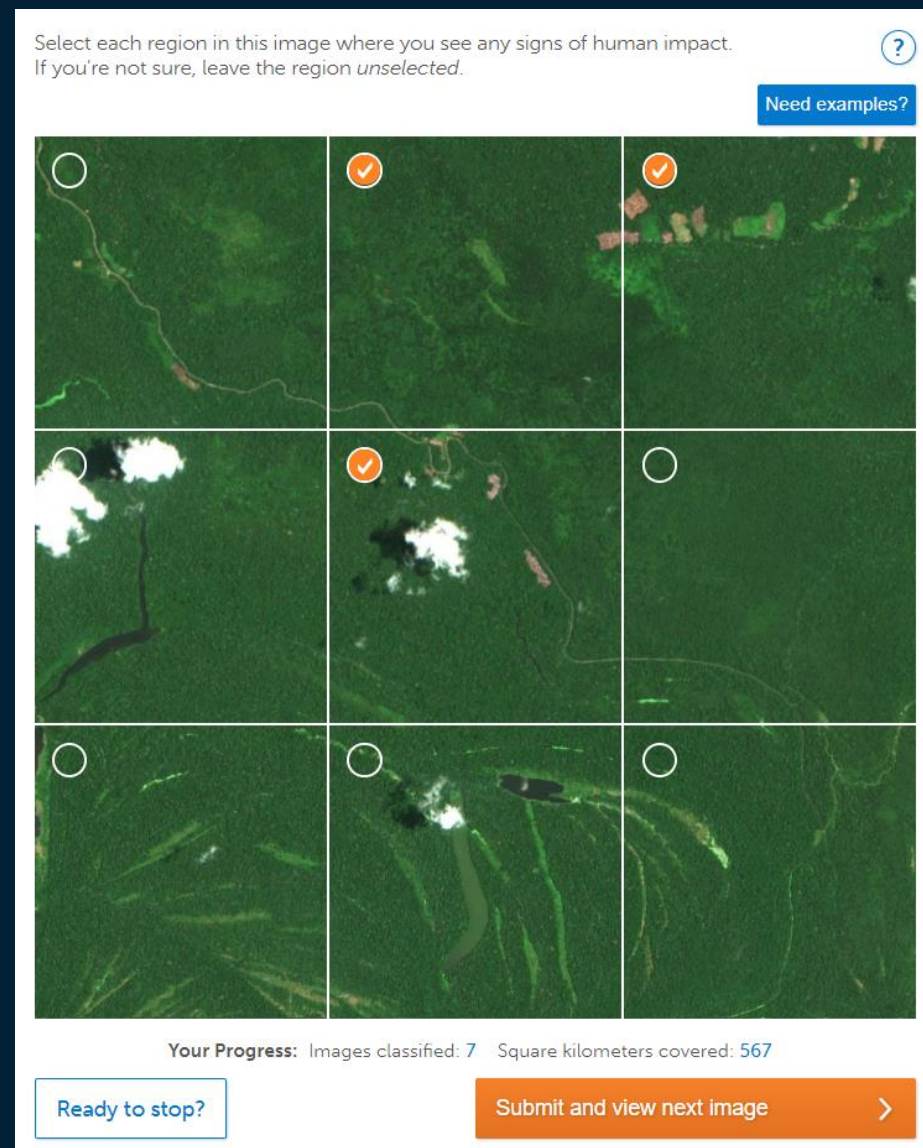 Select each region in this image where you see any signs of human impact.
If you're not sure, leave the region unselected.
?
Need examples?
Your Progress: Images classified: 7 Square kilometers covered: 567
Ready to stop?
Submit and view next image